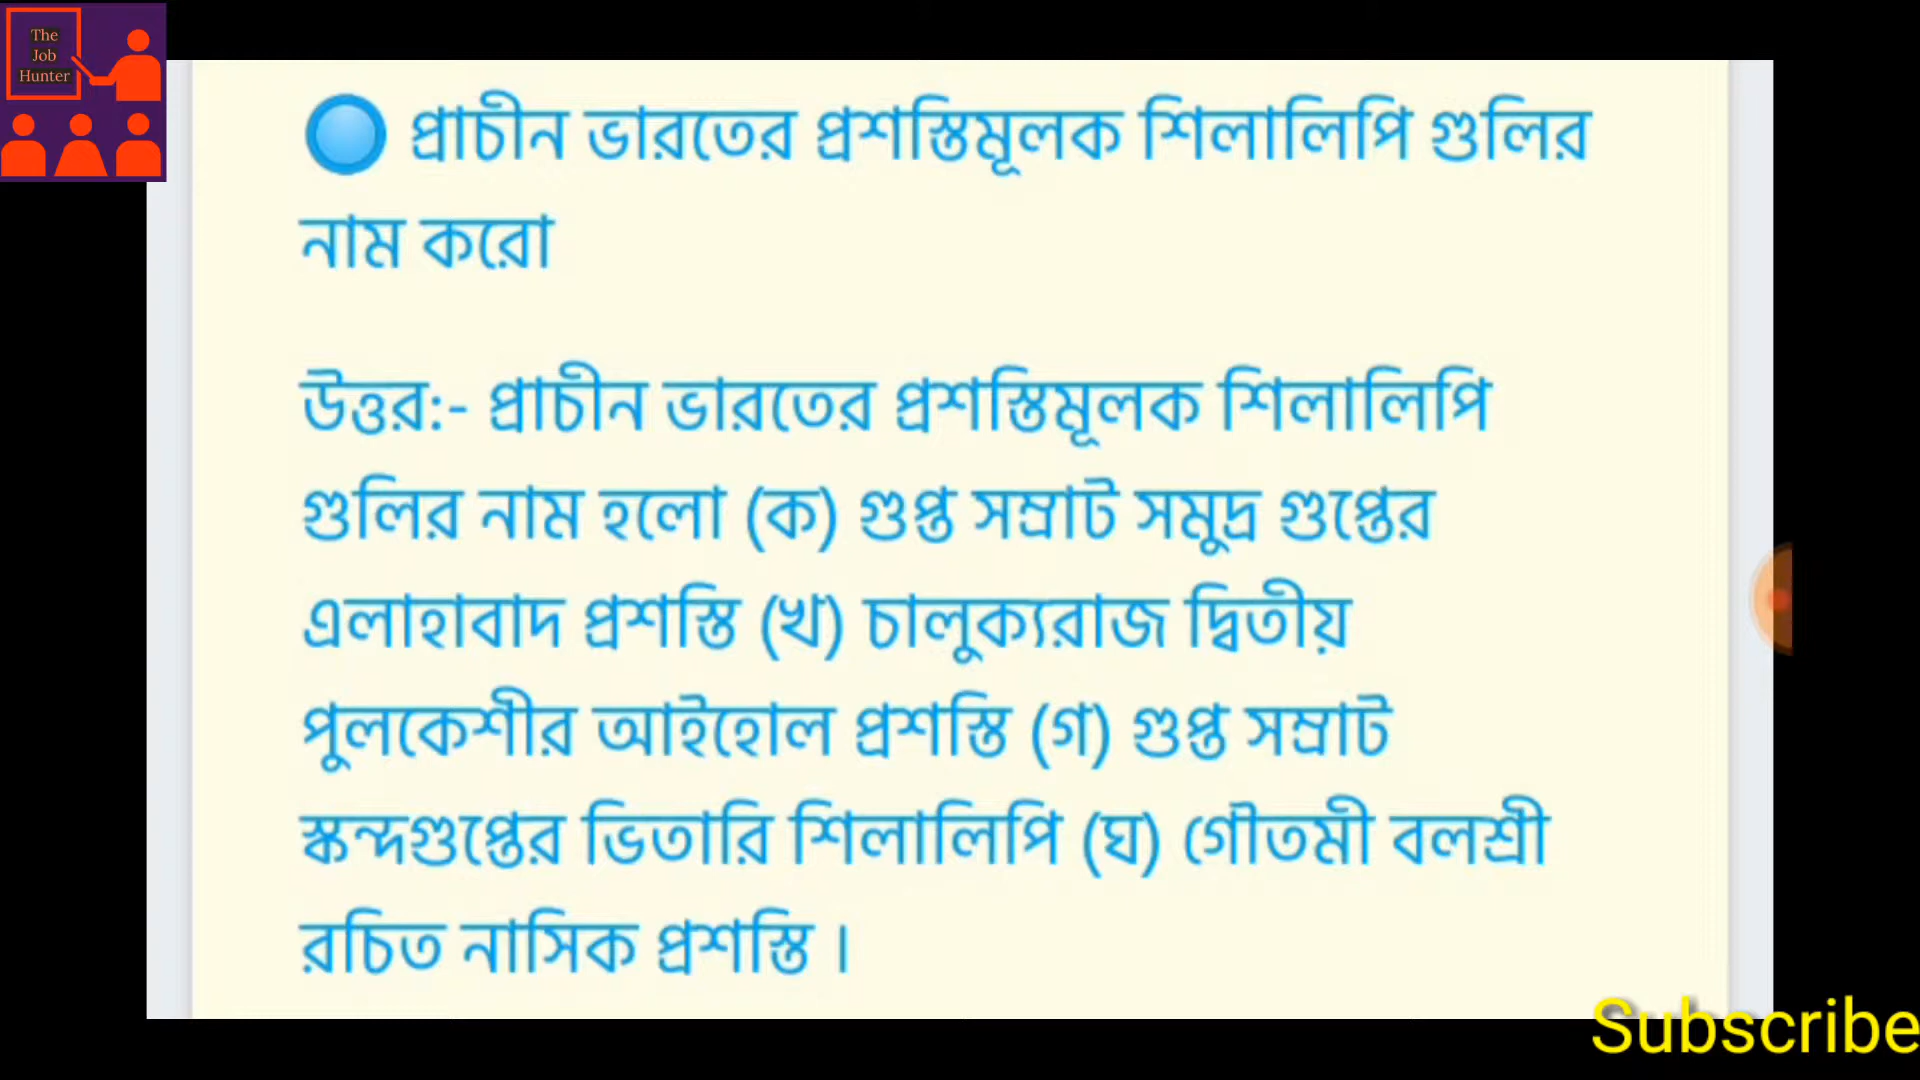 The
Job
Hunter
প্রাচীন ভারতের প্রশস্তিমূলক শিলালিপি গুলির
নাম করো
উত্তর:- প্রাচীন ভারতের প্রশস্তিমূলক শিলালিপি
গুলির নাম হলো (ক) গুপ্ত সম্রাট সমুদ্র গুপ্তের
এলাহাবাদ প্রশস্তি (খ) চালুক্যরাজ দ্বিতীয়
পুলকেশীর আইহোল প্রশস্তি (গ) গুপ্ত সম্রাট
স্কন্দগুপ্তের ভিতারি শিলালিপি (ঘ) গৌতমী বলশ্রী
রচিত নাসিক প্রশস্তি ।
Subscribe